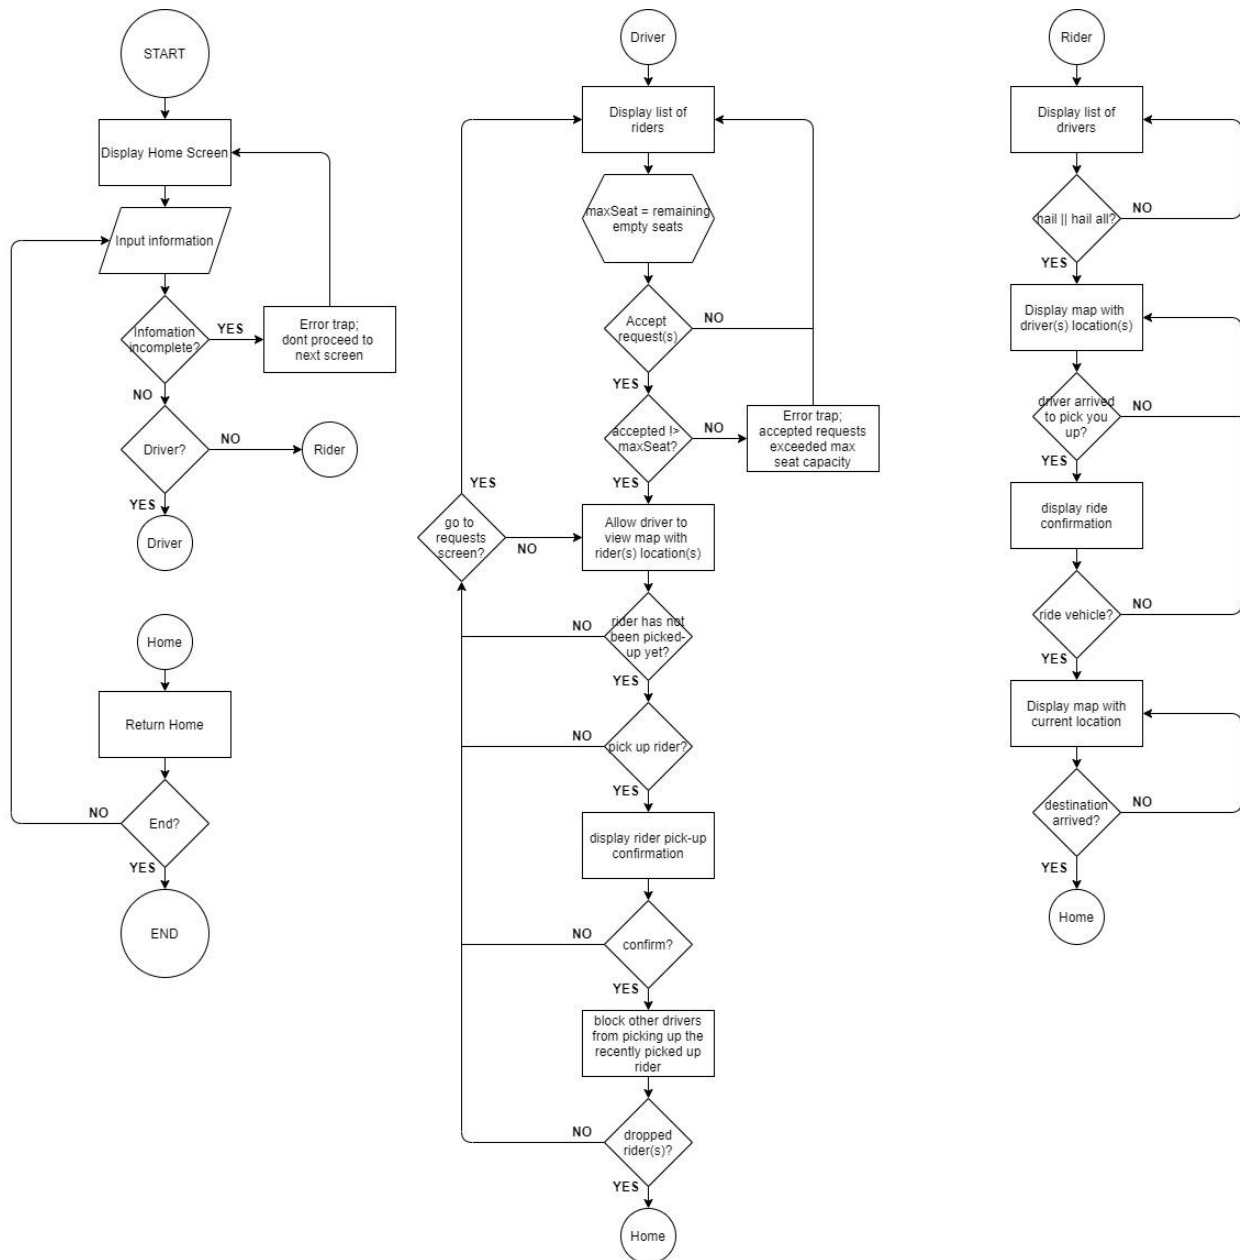 START
Display Home Screen
Input information
Infomation
incomplete?
YES
Error trap;
dont proceed to
next screen
NO
Driver?
NO
Rider
YES
Driver
Home
Return Home
NO
End?
YES
END
Driver
Display list of
riders
maxSeat = remaining
empty seats
Accept
request(s)
NO
YES
accepted !>
maxSeat?
NO
Error trap;
accepted requests
exceeded max
seat capacity
YES
YES
go to
requests
screen?
NO
Allow driver to
view map with
rider(s) location(s)
NO
rider has not
been picked-
up yet?
YES
NO
pick up rider?
YES
display rider pick-up
confirmation
NO
confirm?
YES
block other drivers
from picking up the
recently picked up
rider
NO
dropped
rider(s)?
YES
Home
Rider
Display list of
drivers
hail || hail all?
NO
YES
Display map with
driver(s) location(s)
driver arrived
to pick you
up?
NO
YES
display ride
confirmation
ride vehicle?
NO
YES
Display map with
current location
destination
arrived?
NO
YES
Home